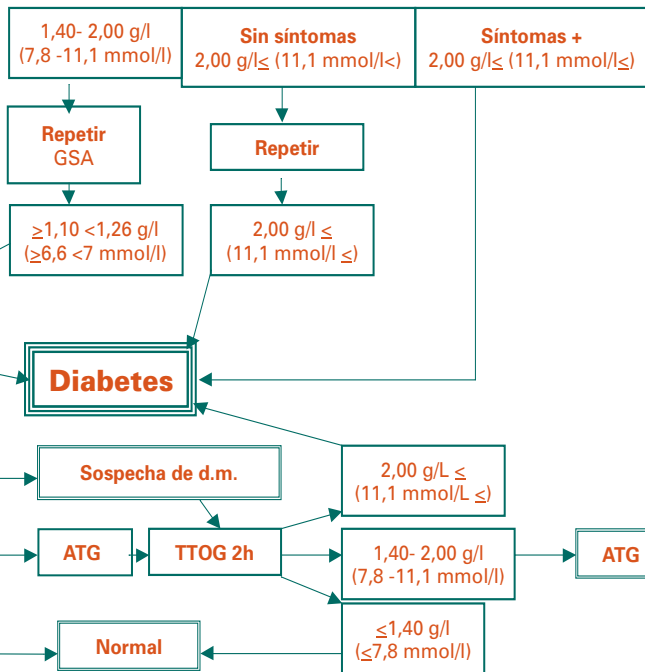 1,40- 2,00 g/l
(7,8 -11,1 mmol/l)
Sin síntomas
2,00 g/l≤ (11,1 mmol/l<)
Síntomas +
2,00 g/l≤ (11,1 mmol/l≤)
Repetir
GSA
Repetir
≥1,10 <1,26 g/l
(≥6,6 <7 mmol/l)
2,00 g/l ≤
(11,1 mmol/l ≤)
Diabetes
Sospecha de d.m.
2,00 g/L ≤
(11,1 mmol/L ≤)
ATG
TTOG 2h
1,40- 2,00 g/l
(7,8 -11,1 mmol/l)
ATG
≤1,40 g/l
(≤7,8 mmol/l)
Normal